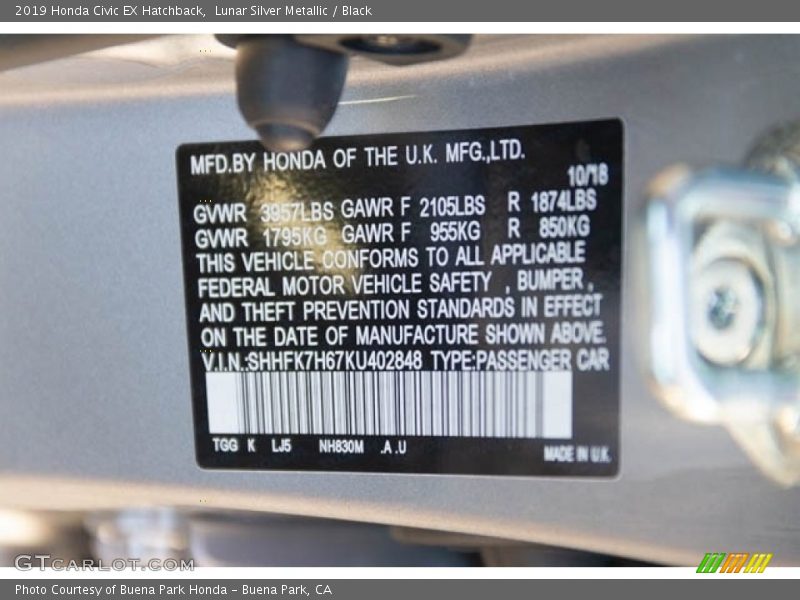 2019 Honda Civic EX Hatchback,  Lunar Silver Metallic / Black
MFD.BY HONDA OF THE U.K. MFG.,LTD.
10/18
GVWR 3957LBS GAWR F 2105LBS R 1874LBS
GVWR 1795KG GAWR F 955KG R 850KG
THIS VEHICLE CONFORMS TO ALL APPLICABLE
FEDERAL MOTOR VEHICLE SAFETY , BUMPER ,
AND THEFT PREVENTION STANDARDS IN EFFECT
ON THE DATE OF MANUFACTURE SHOWN ABOVE.
V.I.N.:SHHFK7H67KU402848 TYPE:PASSENGER CAR
TGG K LJ5 NH830M .A .U
MADE IN U.K.
GTCARLOT.COM
Photo Courtesy of Buena Park Honda - Buena Park, CA